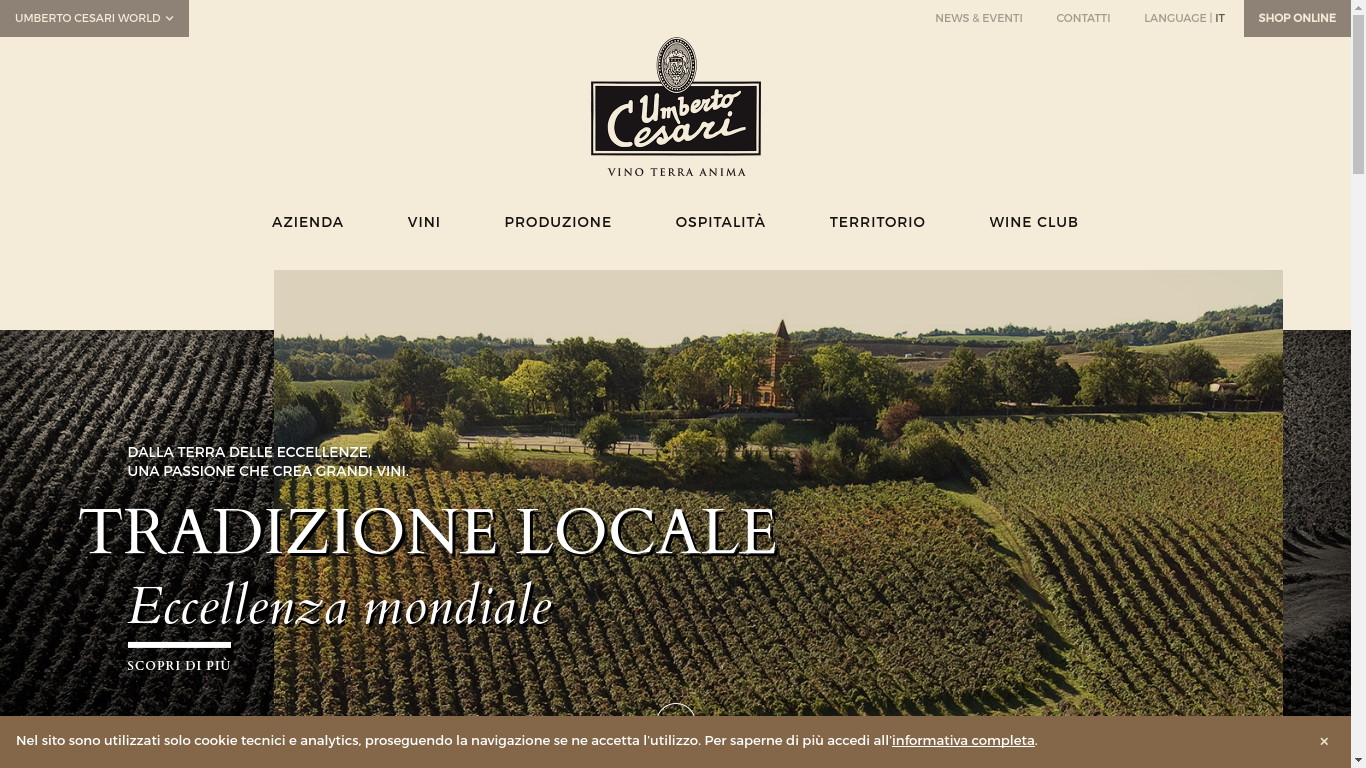 UMBERTO CESARI WORLD
NEWS & EVENTI
CONTATTI
LANGUAGE | IT
SHOP ONLINE
Umberto
Cesari
VINO TERRA ANIMA
AZIENDA
VINI
PRODUZIONE
OSPITALITÀ
TERRITORIO
WINE CLUB
DALLA TERRA DELLE ECCELLENZE,
UNA PASSIONE CHE CREA GRANDI VINI.
TRADIZIONE LOCALE
Eccellenza mondiale
SCOPRI DI PIÙ
Nel sito sono utilizzati solo cookie tecnici e analytics, proseguendo la navigazione se ne accetta l'utilizzo. Per saperne di più accedi all'informativa completa.
×